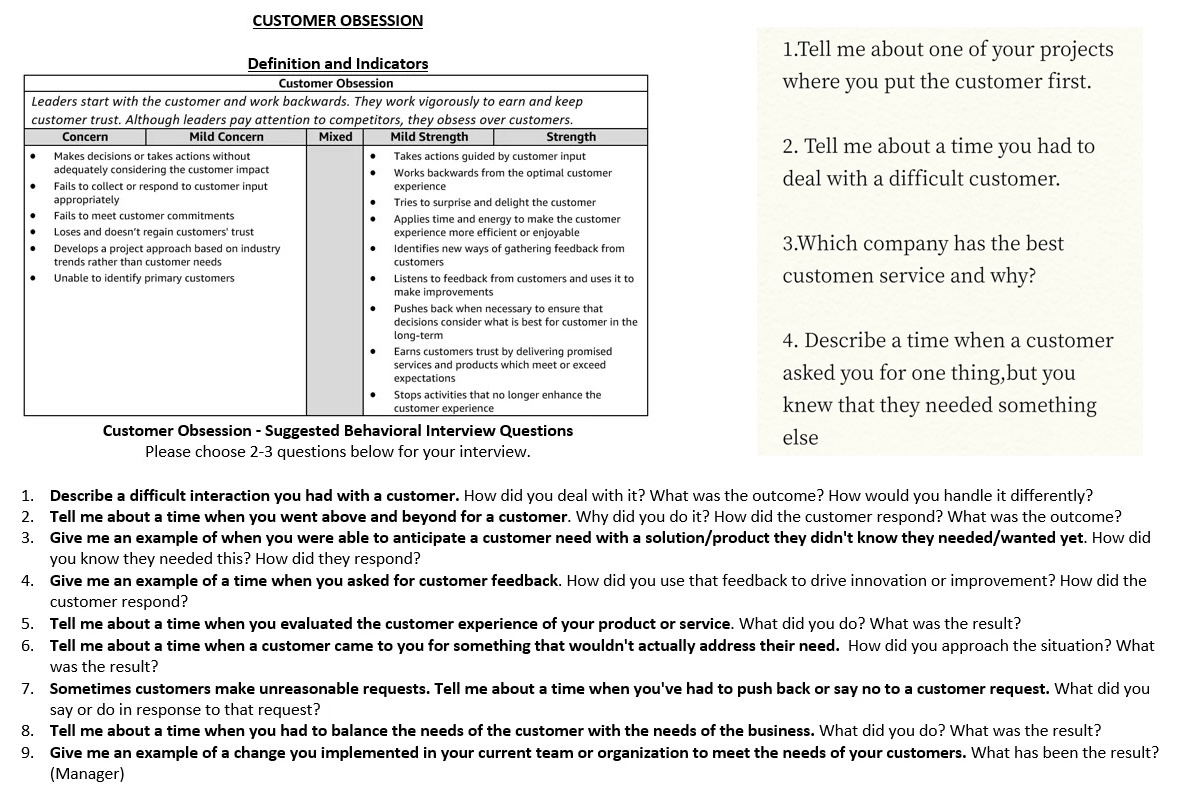 CUSTOMER OBSESSION
Definition and Indicators
Customer Obsession
Leaders start with the customer and work backwards. They work vigorously to earn and keep
customer trust. Although leaders pay attention to competitors, they obsess over customers.
Concern Mild Concern Mixed Mild Strength Strength
• Makes decisions or takes actions without
adequately considering the customer impact
• Fails to collect or respond to customer input
appropriately
• Fails to meet customer commitments
• Loses and doesn't regain customers' trust
• Develops a project approach based on industry
trends rather than customer needs
• Unable to identify primary customers
• Takes actions guided by customer input
• Works backwards from the optimal customer
experience
• Tries to surprise and delight the customer
• Applies time and energy to make the customer
experience more efficient or enjoyable
• Identifies new ways of gathering feedback from
customers
• Listens to feedback from customers and uses it to
make improvements
• Pushes back when necessary to ensure that
decisions consider what is best for customer in the
long-term
• Earns customers trust by delivering promised
services and products which meet or exceed
expectations
• Stops activities that no longer enhance the
customer experience
1.Tell me about one of your projects
where you put the customer first.
2. Tell me about a time you had to
deal with a difficult customer.
3.Which company has the best
customen service and why?
4. Describe a time when a customer
asked you for one thing,but you
knew that they needed something
else
Customer Obsession - Suggested Behavioral Interview Questions
Please choose 2-3 questions below for your interview.
1. Describe a difficult interaction you had with a customer. How did you deal with it? What was the outcome? How would you handle it differently?
2. Tell me about a time when you went above and beyond for a customer. Why did you do it? How did the customer respond? What was the outcome?
3. Give me an example of when you were able to anticipate a customer need with a solution/product they didn't know they needed/wanted yet. How did
you know they needed this? How did they respond?
4. Give me an example of a time when you asked for customer feedback. How did you use that feedback to drive innovation or improvement? How did the
customer respond?
5. Tell me about a time when you evaluated the customer experience of your product or service. What did you do? What was the result?
6. Tell me about a time when a customer came to you for something that wouldn't actually address their need. How did you approach the situation? What
was the result?
7. Sometimes customers make unreasonable requests. Tell me about a time when you've had to push back or say no to a customer request. What did you
say or do in response to that request?
8. Tell me about a time when you had to balance the needs of the customer with the needs of the business. What did you do? What was the result?
9. Give me an example of a change you implemented in your current team or organization to meet the needs of your customers. What has been the result?
(Manager)